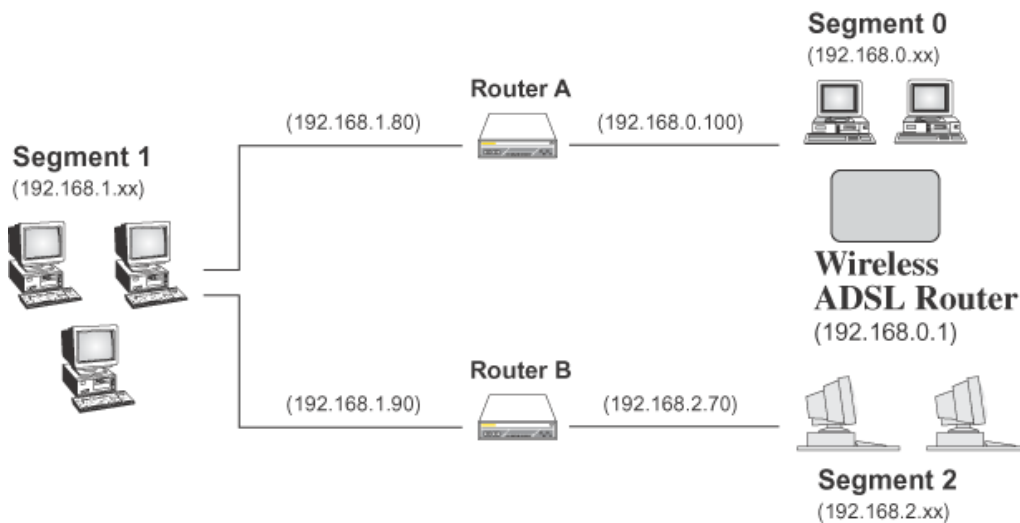 Segment 0
(192.168.0.xx)
Router A
(192.168.1.80)
(192.168.0.100)
Segment 1
(192.168.1.xx)
Wireless
ADSL Router
(192.168.0.1)
Router B
(192.168.1.90)
(192.168.2.70)
Segment 2
(192.168.2.xx)